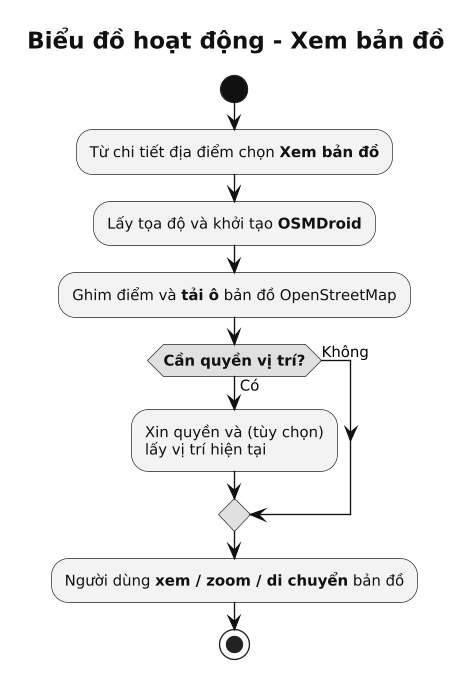 Biểu đồ hoạt động - Xem bản đồ
Từ chi tiết địa điểm chọn Xem bản đồ
Lấy tọa độ và khởi tạo OSMDroid
Ghim điểm và tải ô bản đồ OpenStreetMap
Cần quyền vị trí?
Không
Có
Xin quyền và (tùy chọn)
lấy vị trí hiện tại
Người dùng xem / zoom / di chuyển bản đồ